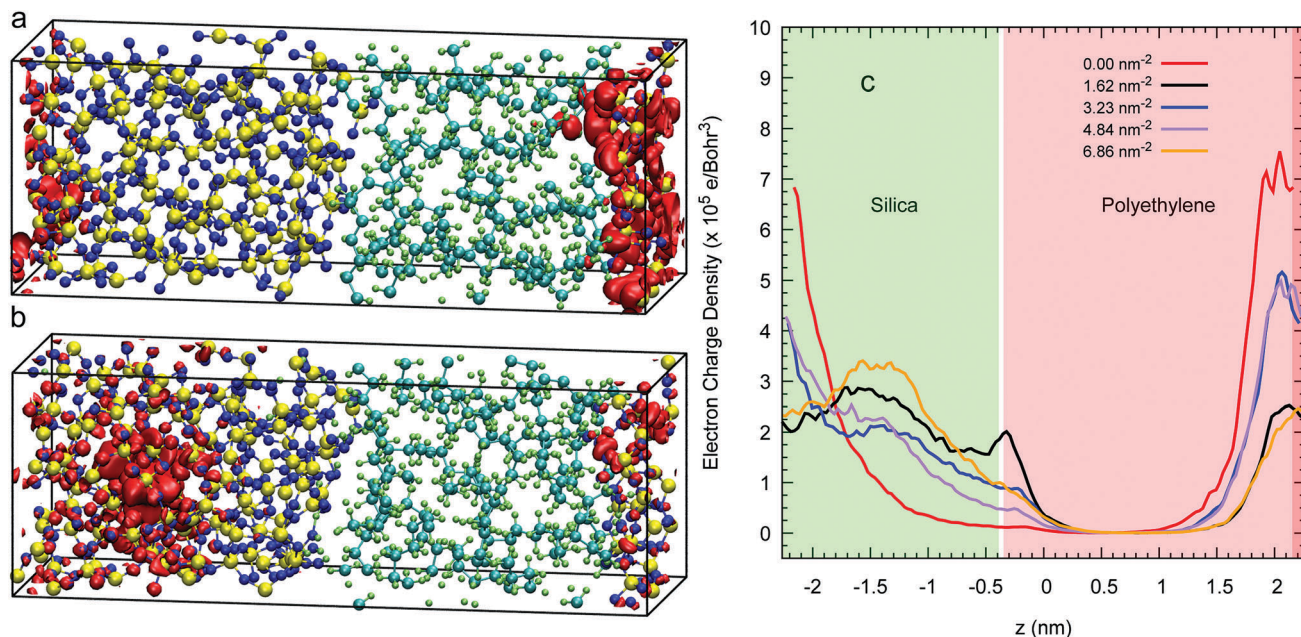 a
b
C
0.00 nm⁻²
1.62 nm⁻²
3.23 nm⁻²
4.84 nm⁻²
6.86 nm⁻²
Silica
Polyethylene
Electron Charge Density (x 10⁵ e/Bohr³)
10
9
8
7
6
5
4
3
2
1
0
-2 -1.5 -1 -0.5 0 0.5 1 1.5 2
z (nm)